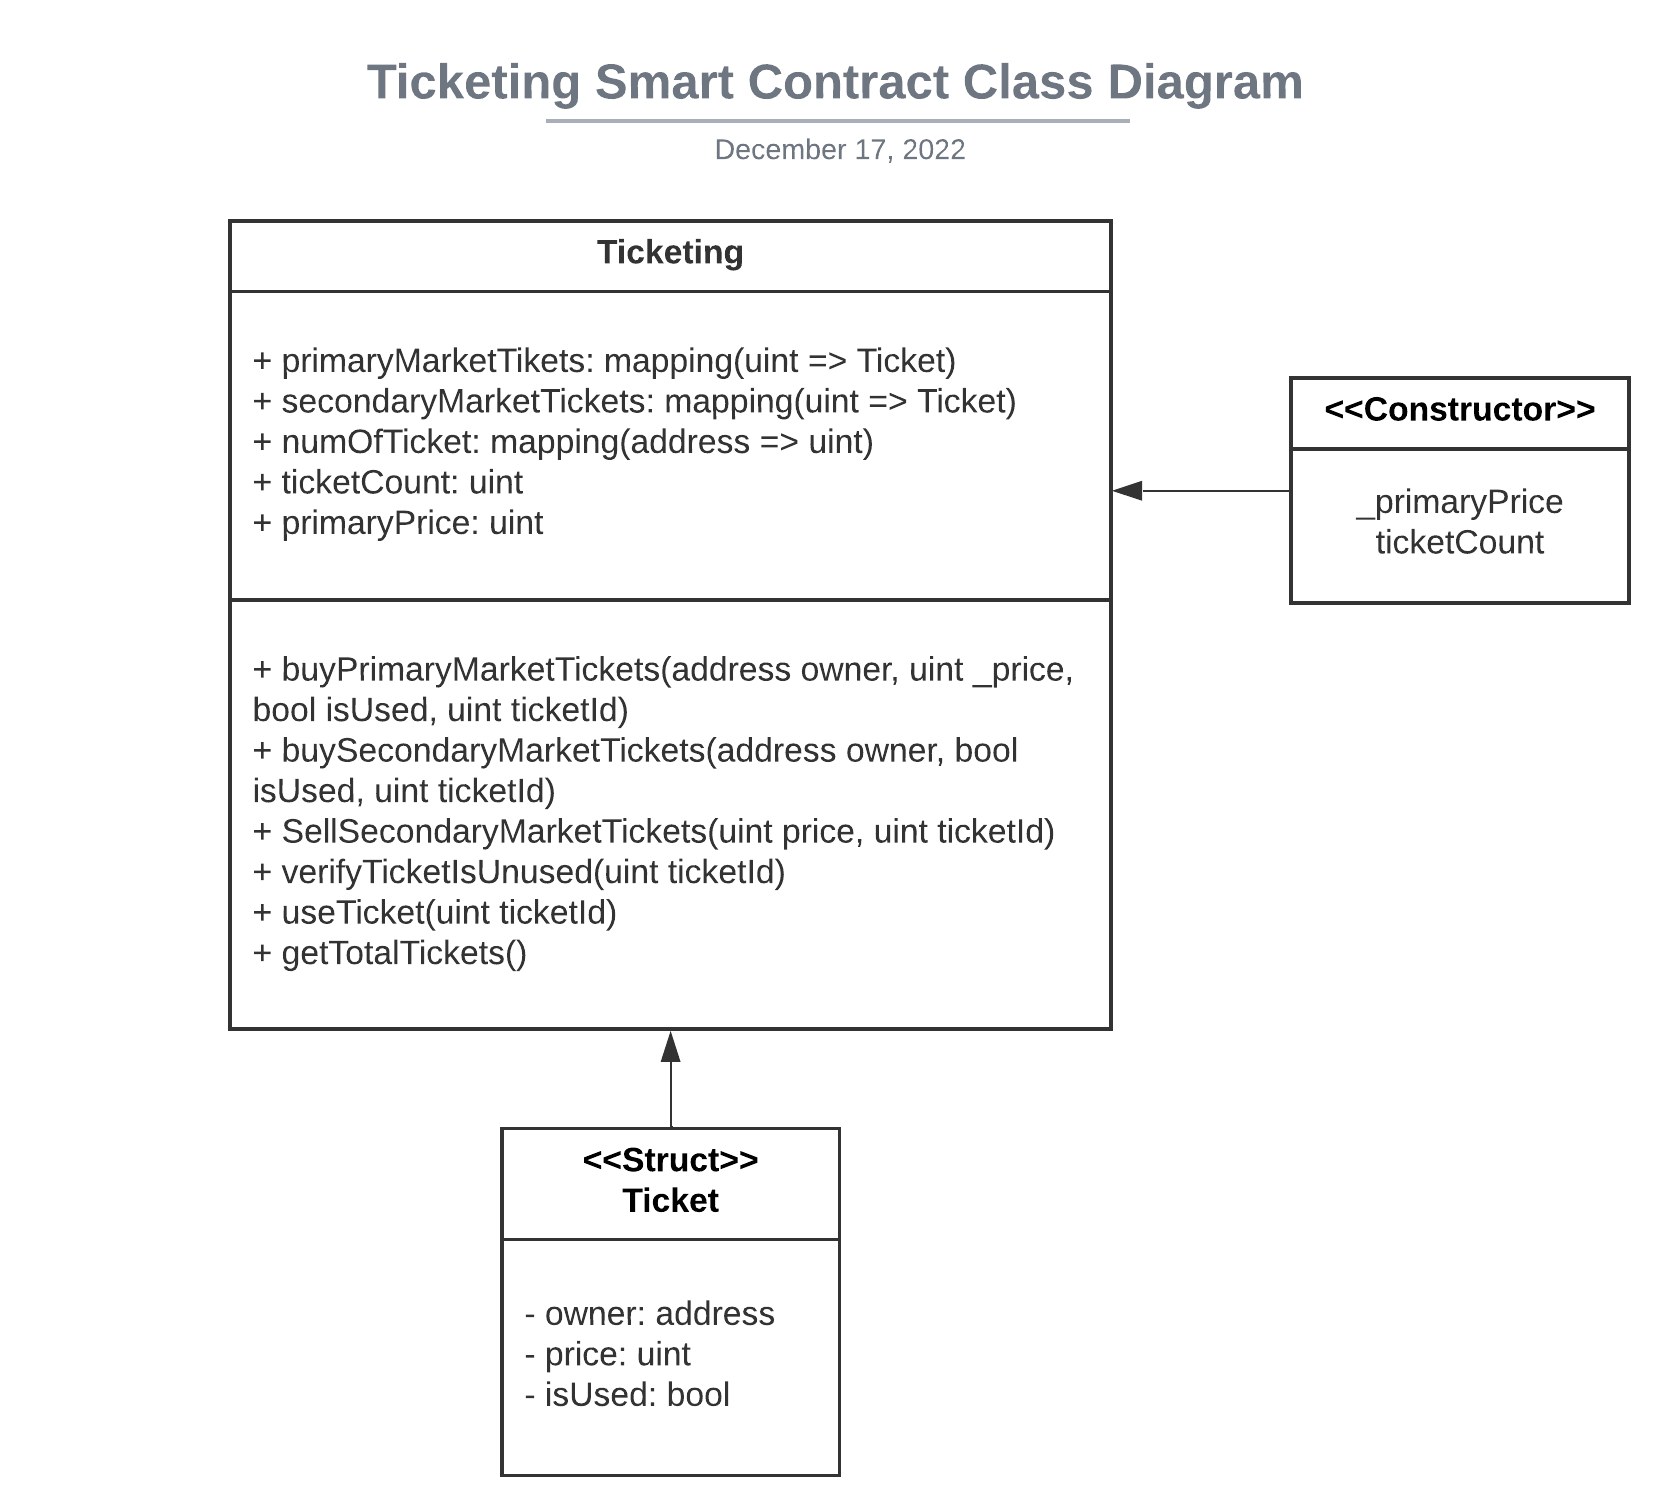 Ticketing Smart Contract Class Diagram
December 17, 2022
Ticketing
+ primaryMarketTikets: mapping(uint => Ticket)
+ secondaryMarketTickets: mapping(uint => Ticket)
+ numOfTicket: mapping(address => uint)
+ ticketCount: uint
+ primaryPrice: uint
+ buyPrimaryMarketTickets(address owner, uint _price,
bool isUsed, uint ticketId)
+ buySecondaryMarketTickets(address owner, bool
isUsed, uint ticketId)
+ SellSecondaryMarketTickets(uint price, uint ticketId)
+ verifyTicketIsUnused(uint ticketId)
+ useTicket(uint ticketId)
+ getTotalTickets()
<<Constructor>>
_primaryPrice
ticketCount
<<Struct>>
Ticket
- owner: address
- price: uint
- isUsed: bool